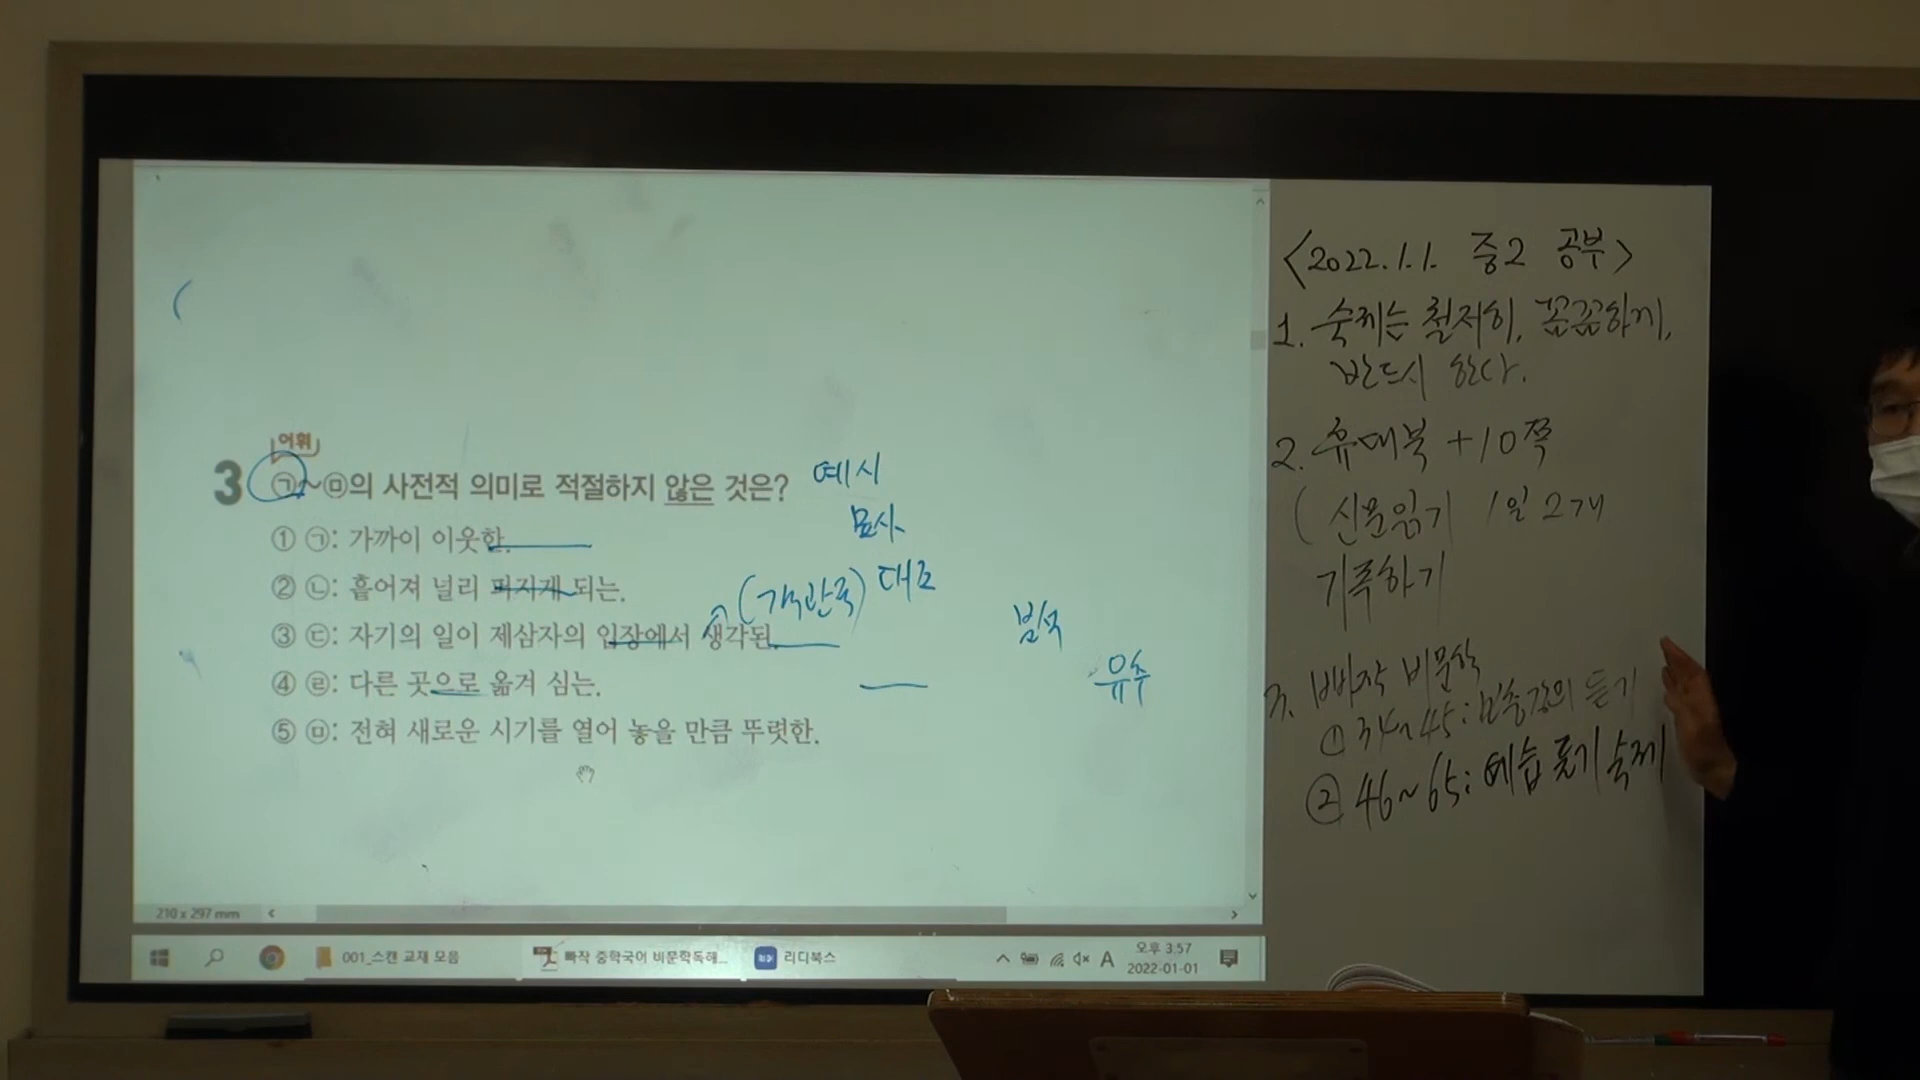 어휘
3 ㉠~㉤의 사전적 의미로 적절하지 않은 것은?
① ㉠: 가까이 이웃한.
② ㉡: 흩어져 널리 퍼지게 되는.
③ ㉢: 자기의 일이 제삼자의 입장에서 생각된.
④ ㉣: 다른 곳으로 옮겨 심는.
⑤ ㉤: 전혀 새로운 시기를 열어 놓을 만큼 뚜렷한.
예시
묘사
(객관적) 대조
분석
유추
<2022.1.1. 중2 공부>
1. 숙제는 철저히, 꼼꼼하게,
반드시 한다.
2. 휴대북 +10쪽
(신문읽기 1일 2개
기록하기
3. 빠작 비문학
① 34~45: 보충강의 듣기
② 46~65: 예습 풀기 숙제
210 x 297 mm
001_스캔 교재 모음
빠작 중학국어 비문학독해...
리디북스
A
오후 3:57
2022-01-01